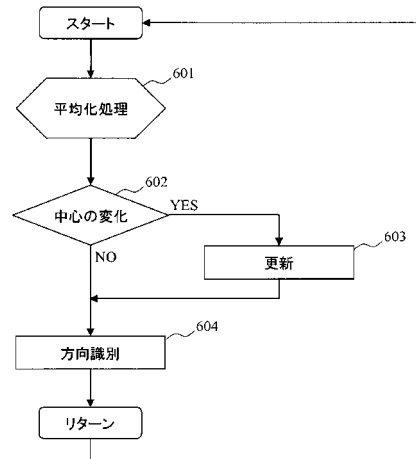 スタート
601
平均化処理
602
中心の変化
YES
NO
603
更新
604
方向識別
リターン